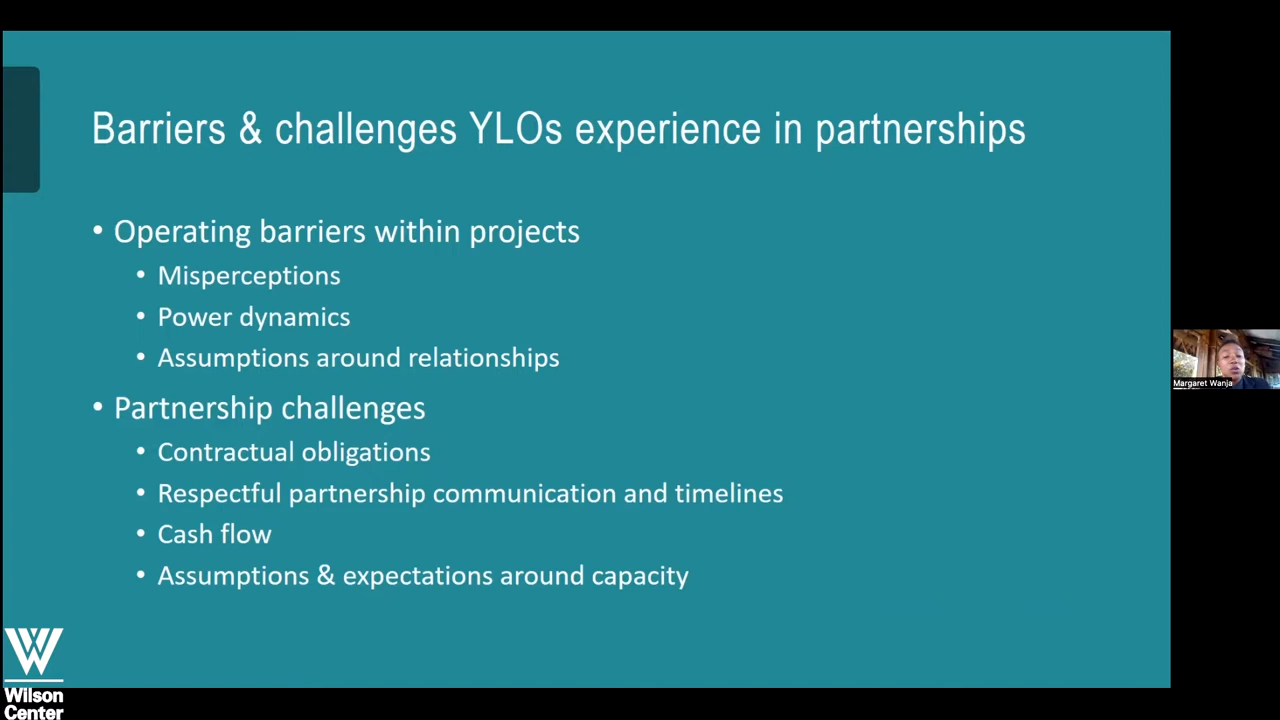 Barriers & challenges YLOs experience in partnerships
• Operating barriers within projects
• Misperceptions
• Power dynamics
• Assumptions around relationships
• Partnership challenges
• Contractual obligations
• Respectful partnership communication and timelines
• Cash flow
• Assumptions & expectations around capacity
Margaret Wanja
Wilson
Center